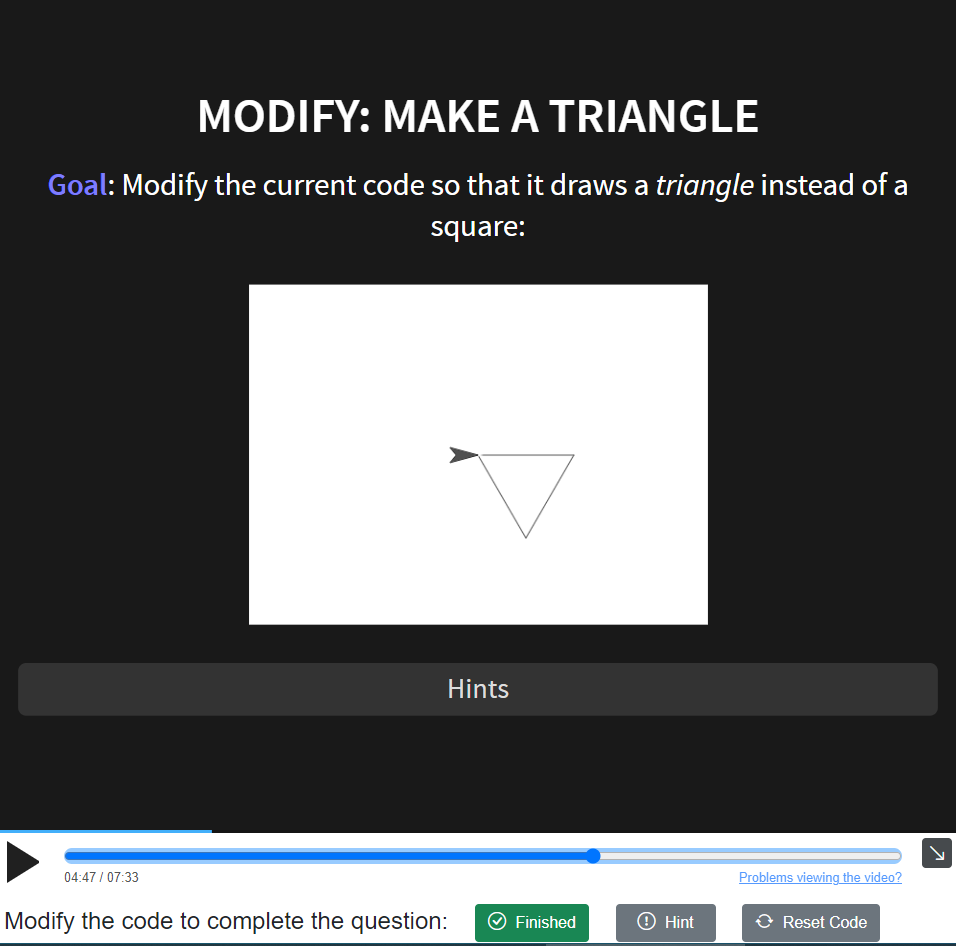 MODIFY: MAKE A TRIANGLE
Goal: Modify the current code so that it draws a triangle instead of a
square:
Hints
04:47 / 07:33
Problems viewing the video?
Modify the code to complete the question:
Finished
Hint
Reset Code